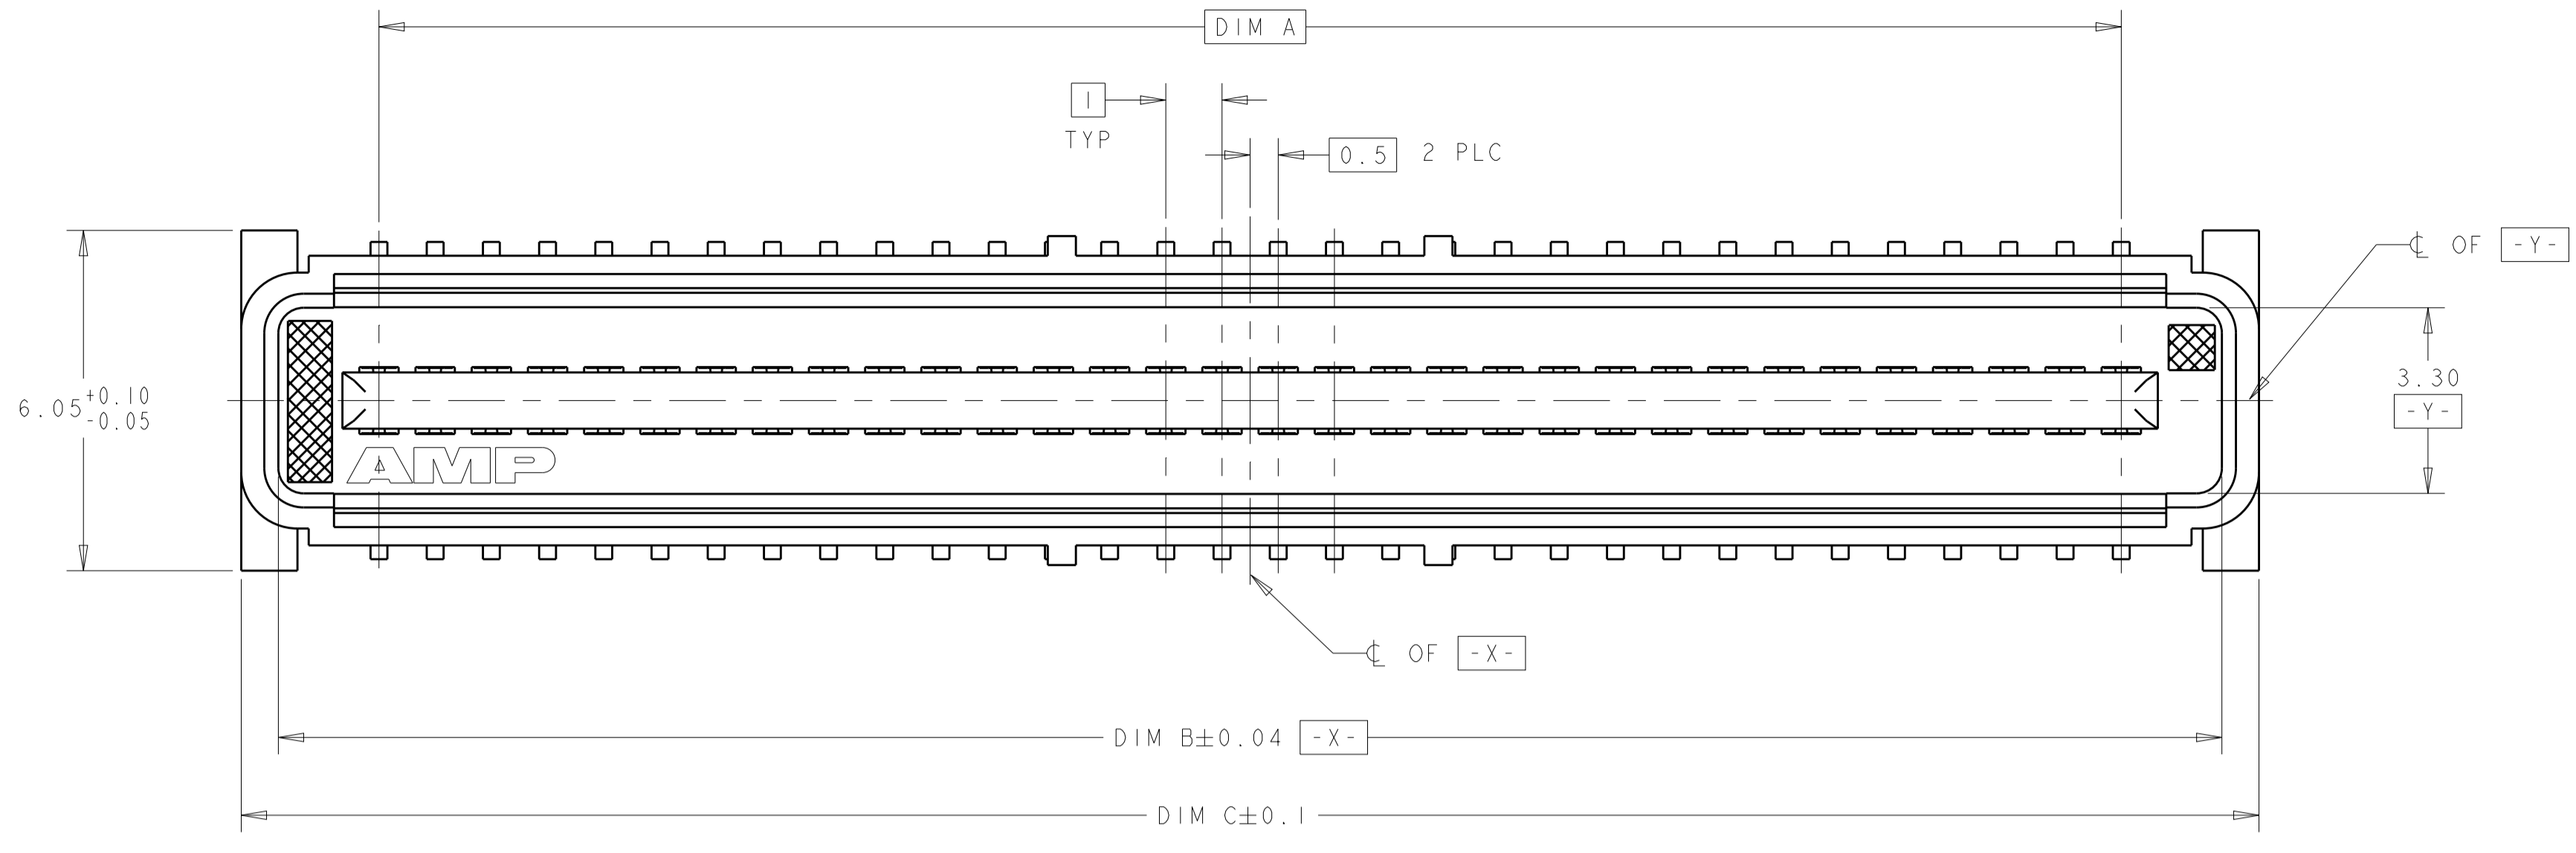 DIM A
1
TYP
0.5 2 PLC
℄ OF -Y-
6.05 +0.10
-0.05
3.30
-Y-
AMP
℄ OF -X-
DIM B±0.04 -X-
DIM C±0.1